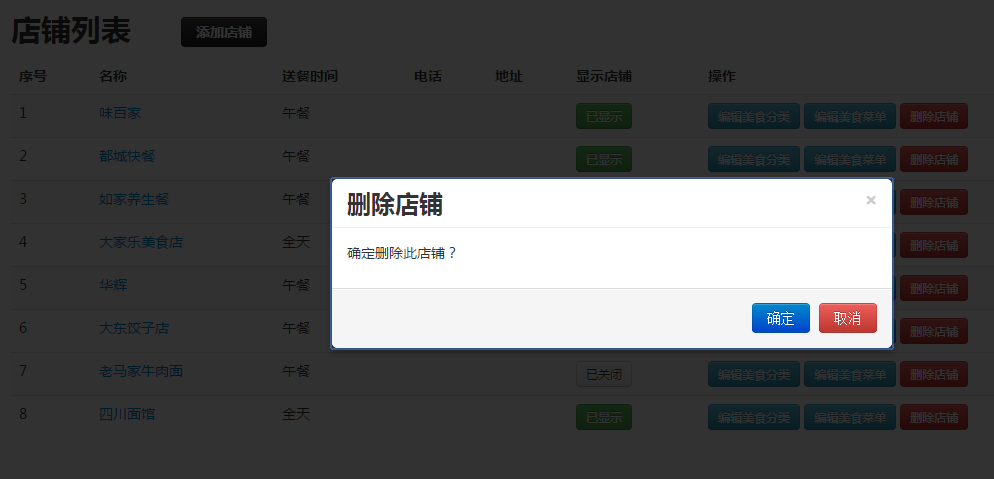 店铺列表 添加店铺
序号 名称 送餐时间 电话 地址 显示店铺 操作
1 味百家 午餐 已显示 编辑美食分类 编辑美食菜单 删除店铺
2 都城快餐 午餐 已显示 编辑美食分类 编辑美食菜单 删除店铺
3 如家养生餐 午餐 删除店铺
4 大家乐美食店 全天 删除店铺
5 华辉 午餐 删除店铺
6 大东饺子店 午餐 删除店铺
7 老马家牛肉面 午餐 已关闭 编辑美食分类 编辑美食菜单 删除店铺
8 四川面馆 全天 已显示 编辑美食分类 编辑美食菜单 删除店铺
删除店铺 ×
确定删除此店铺？
确定 取消